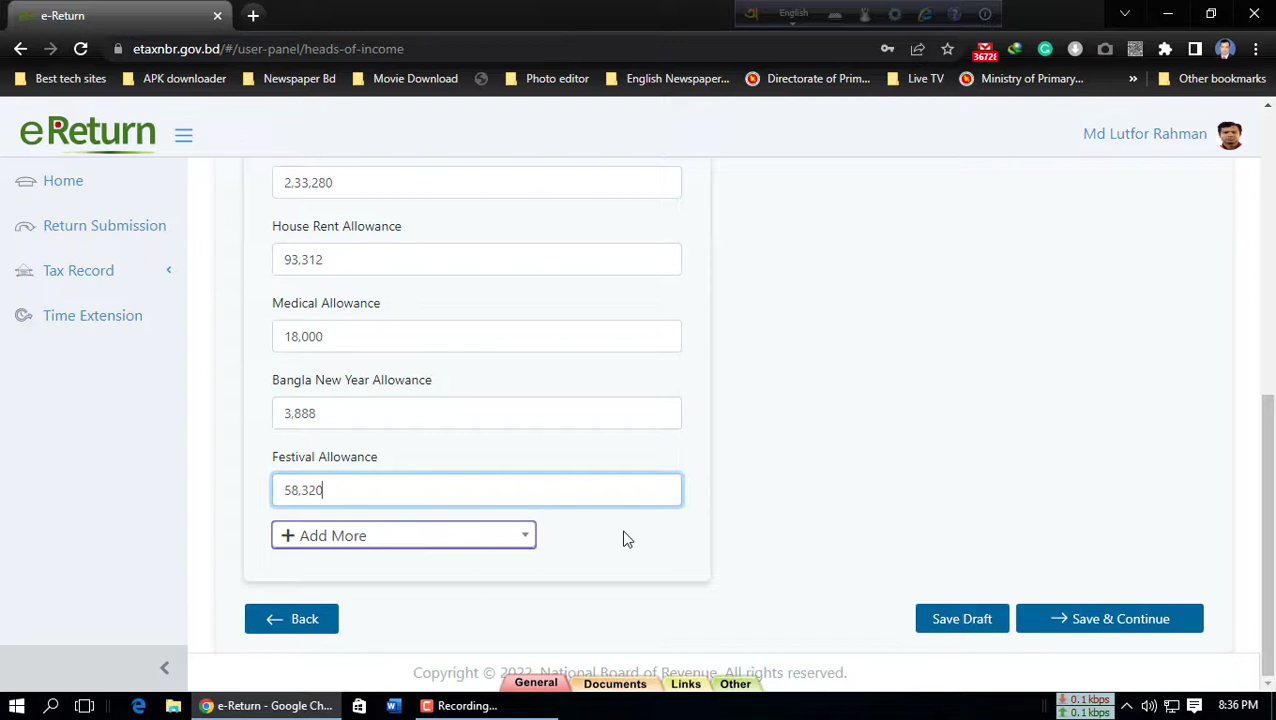 e-Return
English
etaxnbr.gov.bd/#/user-panel/heads-of-income
36728
Best tech sites
APK downloader
Newspaper Bd
Movie Download
Photo editor
English Newspaper...
Directorate of Prim...
Live TV
Ministry of Primary...
»
Other bookmarks
eReturn
Md Lutfor Rahman
Home
Return Submission
Tax Record
Time Extension
2,33,280
House Rent Allowance
93,312
Medical Allowance
18,000
Bangla New Year Allowance
3,888
Festival Allowance
58,320
+ Add More
Back
Save Draft
Save & Continue
Copyright © 2022. National Board of Revenue. All rights reserved.
General
Documents
Links
Other
e-Return - Google Ch...
Recording...
0.1 kbps
0.1 kbps
8:36 PM